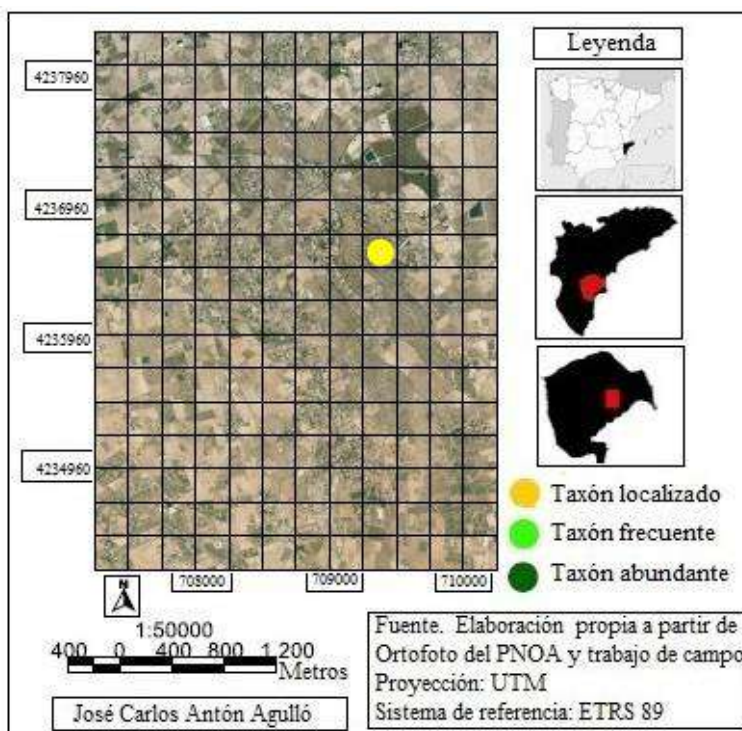 Leyenda
4237960
4236960
4235960
4234960
Taxón localizado
Taxón frecuente
Taxón abundante
708000
709000
710000
N
1:50000
400 0 400 800 1.200
Metros
José Carlos Antón Agulló
Fuente. Elaboración propia a partir de
Ortofoto del PNOA y trabajo de campo
Proyección: UTM
Sistema de referencia: ETRS 89